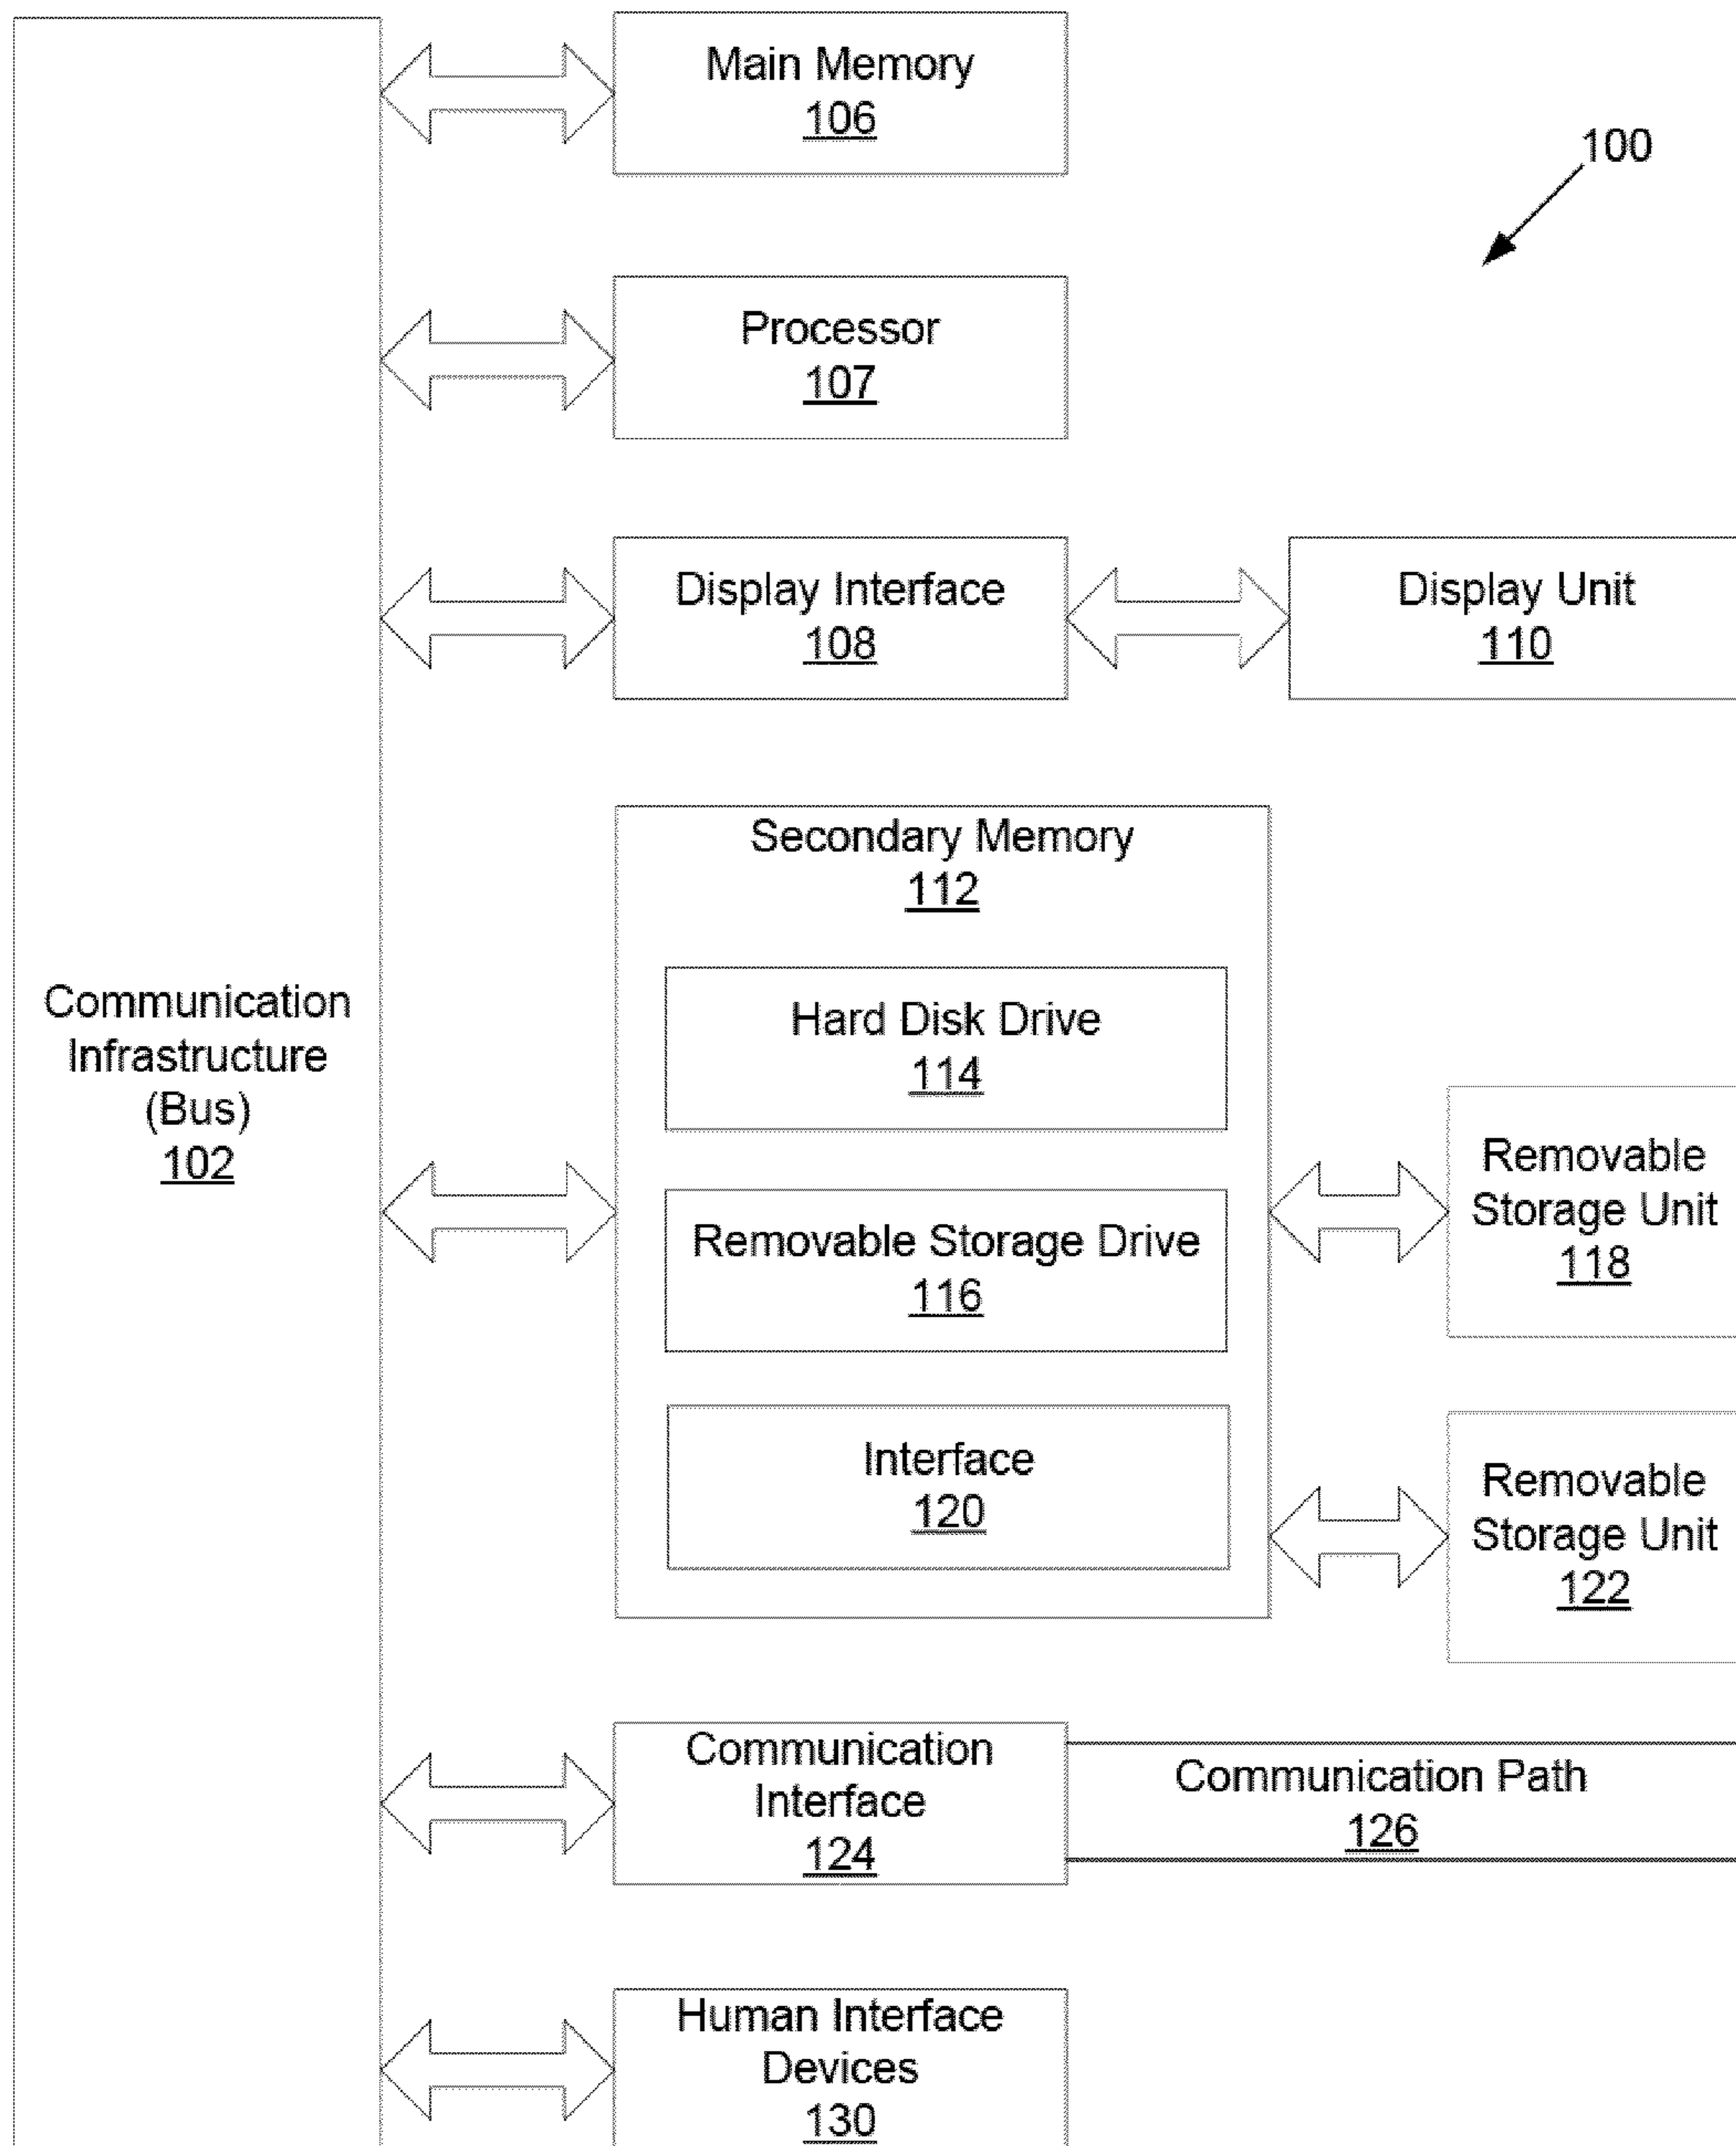 Main Memory
106
100
Processor
107
Display Interface
108
Display Unit
110
Secondary Memory
112
Hard Disk Drive
114
Communication
Infrastructure
(Bus)
102
Removable Storage Drive
116
Removable
Storage Unit
118
Interface
120
Removable
Storage Unit
122
Communication
Interface
124
Communication Path
126
Human Interface
Devices
130